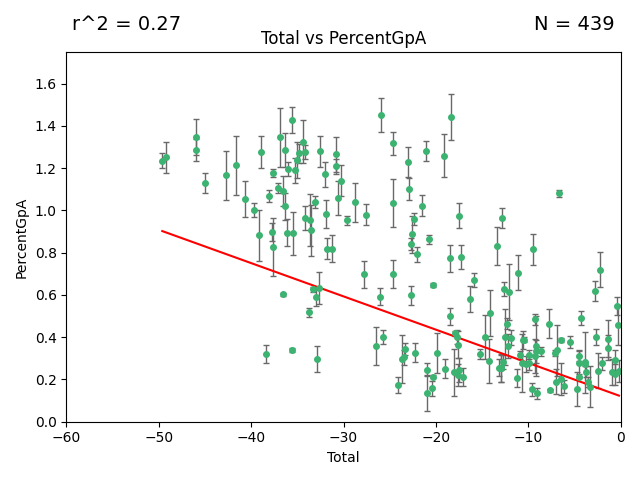 r^2 = 0.27 N = 439
Total vs PercentGpA
PercentGpA
1.6
1.4
1.2
1.0
0.8
0.6
0.4
0.2
0.0
−60 −50 −40 −30 −20 −10 0
Total